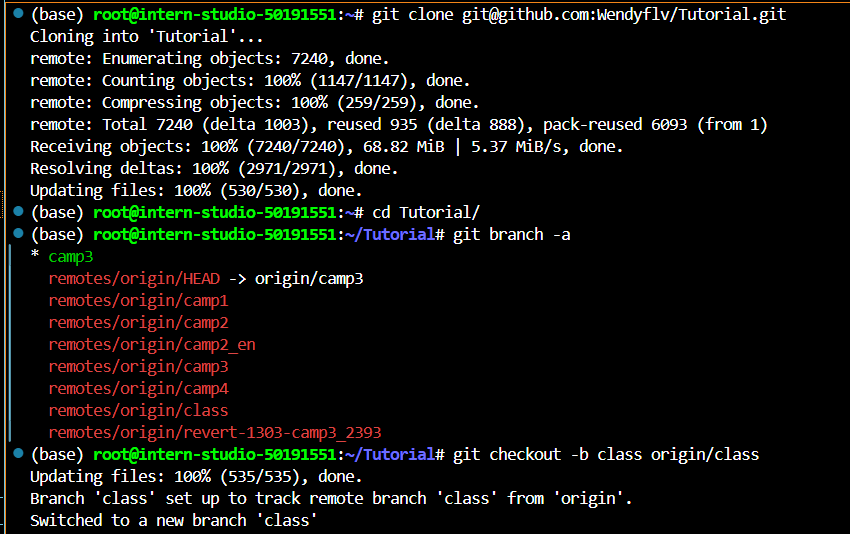 (base) root@intern-studio-50191551:~# git clone git@github.com:Wendyflv/Tutorial.git
Cloning into 'Tutorial'...
remote: Enumerating objects: 7240, done.
remote: Counting objects: 100% (1147/1147), done.
remote: Compressing objects: 100% (259/259), done.
remote: Total 7240 (delta 1003), reused 935 (delta 888), pack-reused 6093 (from 1)
Receiving objects: 100% (7240/7240), 68.82 MiB | 5.37 MiB/s, done.
Resolving deltas: 100% (2971/2971), done.
Updating files: 100% (530/530), done.
(base) root@intern-studio-50191551:~# cd Tutorial/
(base) root@intern-studio-50191551:~/Tutorial# git branch -a
* camp3
remotes/origin/HEAD -> origin/camp3
remotes/origin/camp1
remotes/origin/camp2
remotes/origin/camp2_en
remotes/origin/camp3
remotes/origin/camp4
remotes/origin/class
remotes/origin/revert-1303-camp3_2393
(base) root@intern-studio-50191551:~/Tutorial# git checkout -b class origin/class
Updating files: 100% (535/535), done.
Branch 'class' set up to track remote branch 'class' from 'origin'.
Switched to a new branch 'class'